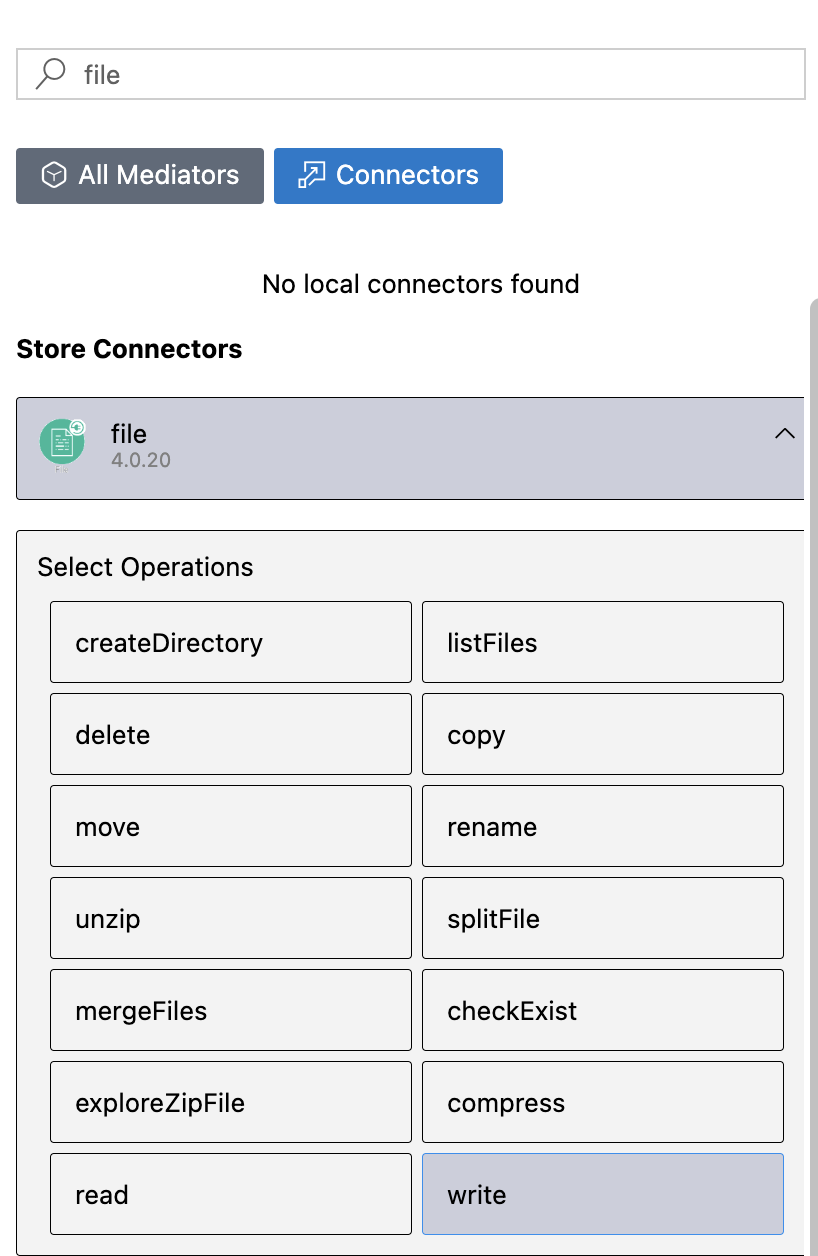 file
All Mediators
Connectors
No local connectors found
Store Connectors
file
4.0.20
Select Operations
createDirectory
listFiles
delete
copy
move
rename
unzip
splitFile
mergeFiles
checkExist
exploreZipFile
compress
read
write